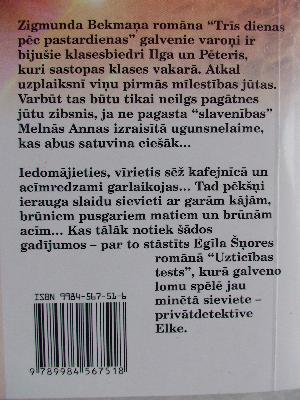 Zigmunda Bekmaņa romāna "Trīs dienas
pēc pastardienas" galvenie varoņi ir
bijušie klasesbiedri Ilga un Pēteris,
kuri sastopas klases vakarā. Atkal
uzplaiksnī viņu pirmās mīlestības jūtas.
Varbūt tas būtu tikai neilgs pagātnes
jūtu zibsnis, ja ne pagasta "slavenības"
Melnās Annas izraisītā ugunsnelaime,
kas abus satuvina ciešāk...
Iedomājieties, vīrietis sēž kafejnīcā un
acīmredzami garlaikojas... Tad pēkšņi
ierauga slaidu sievieti ar garām kājām,
brūniem pusgariem matiem un brūnām
acīm... Kas tālāk notiek šādos
gadījumos – par to stāstīts Egīla Šņores
romānā "Uzticības
tests", kurā galveno
lomu spēlē jau
minētā sieviete –
privātdetektīve
Elke.
ISBN 9984-567-51-6
9 789984 567518